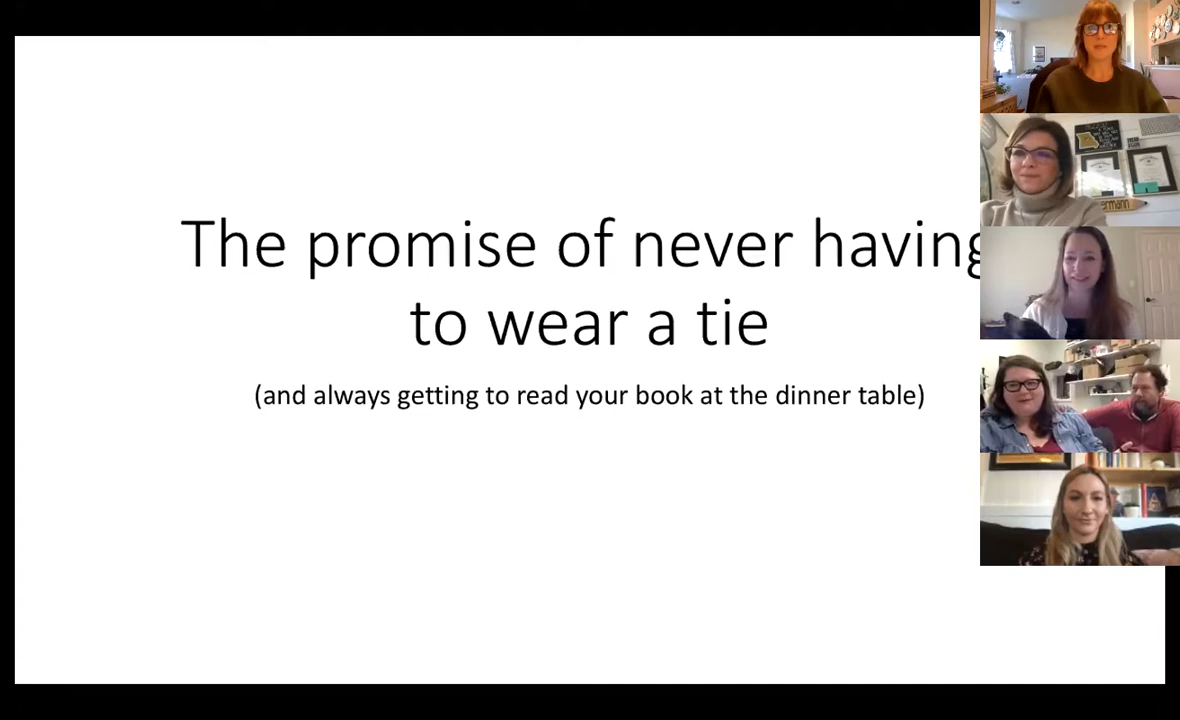 The promise of never having
to wear a tie
(and always getting to read your book at the dinner table)
ermann